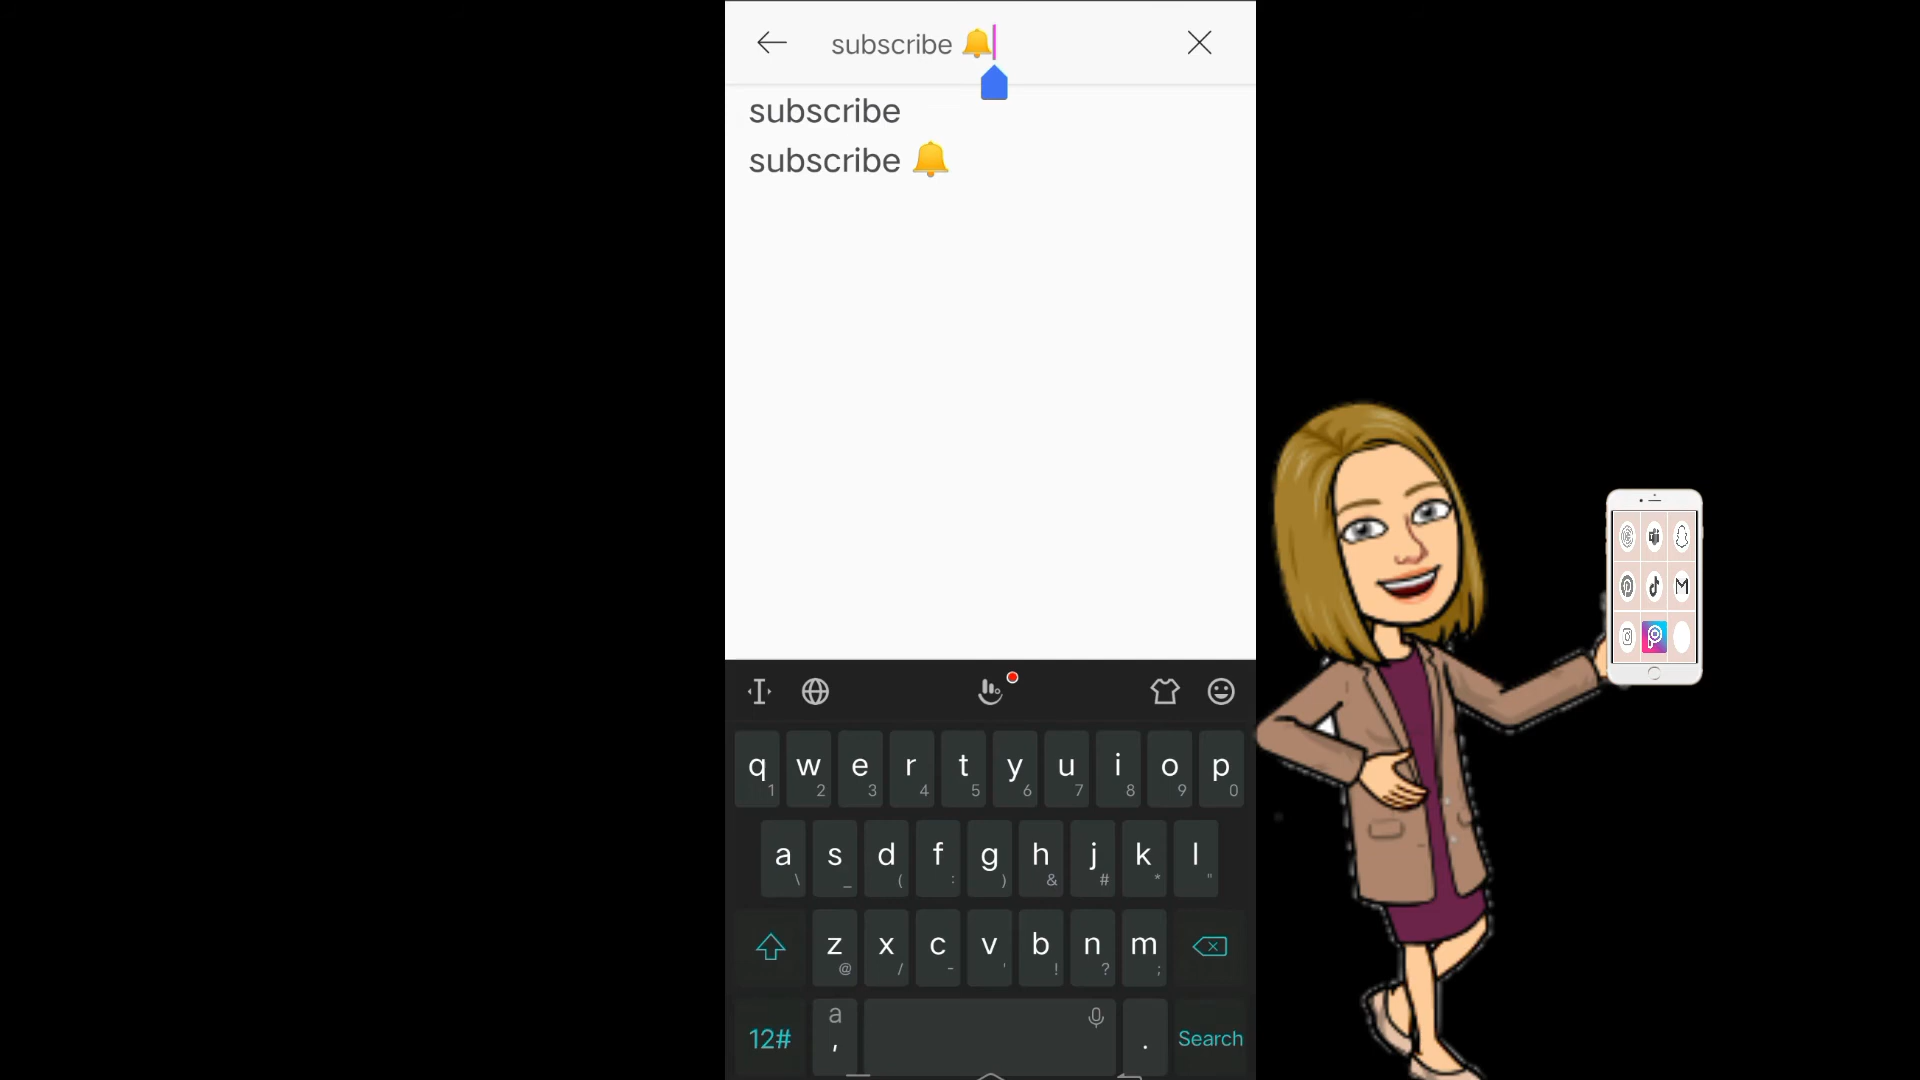 subscribe 🔔
subscribe
subscribe 🔔
q w e r t y u i o p
1 2 3 4 5 6 7 8 9 0
a s d f g h j k l
\ _ ( : ) & # * "
z x c v b n m
@ / - ' ! ? ;
12# a , . Search